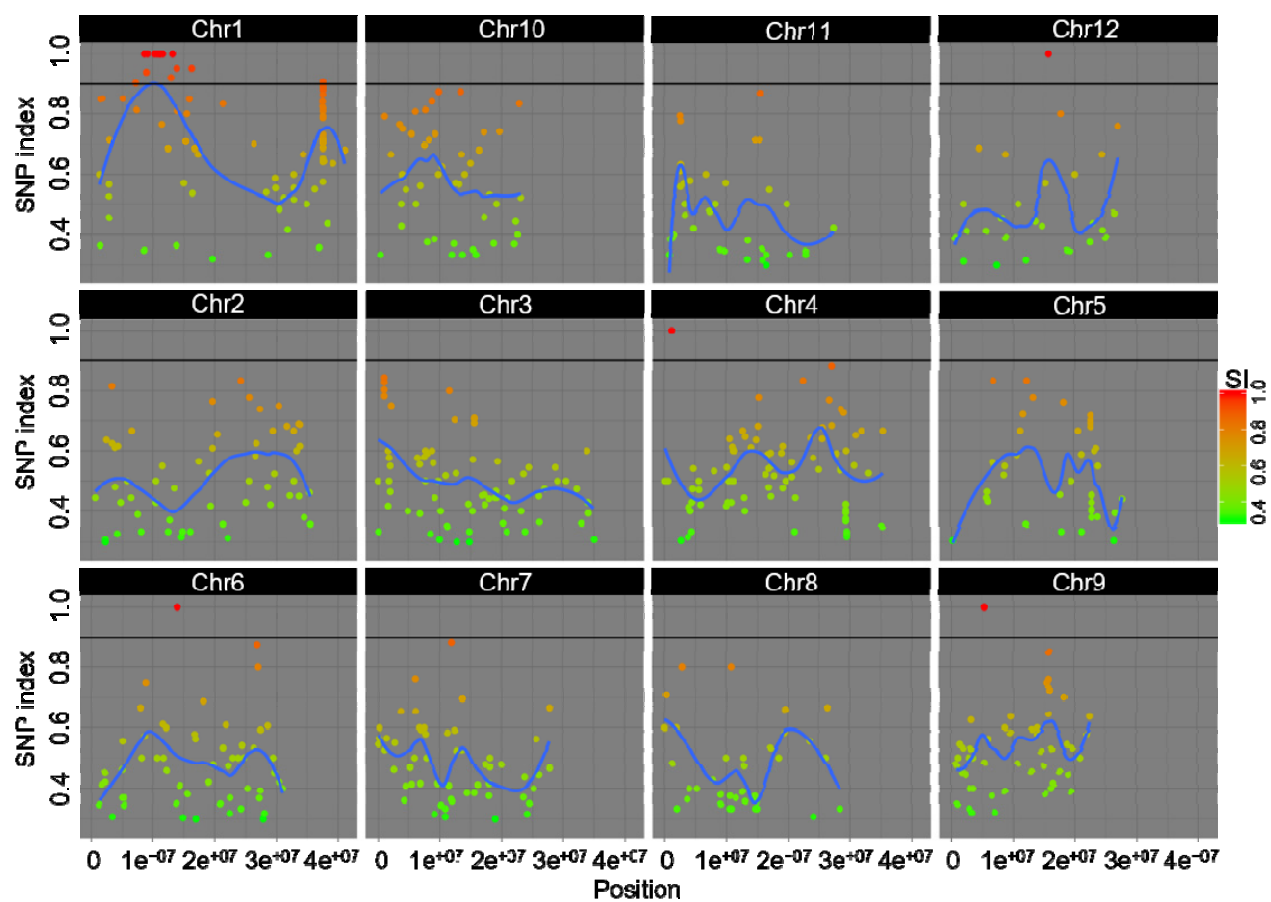 Chr1 Chr10 Chr11 Chr12
SNP index 0.4 0.6 0.8 1.0
Chr2 Chr3 Chr4 Chr5
SNP index 0.4 0.6 0.8 1.0
SI
1.0
0.8
0.6
0.4
Chr6 Chr7 Chr8 Chr9
SNP index 0.4 0.6 0.8 1.0
0 1e-07 2e+07 3e+07 4e+07 0 1e+07 2e+07 3e+07 4e+07 0 1e+07 2e+07 3e+07 4e+07 0 1e+07 2e+07 3e+07 4e+07
Position